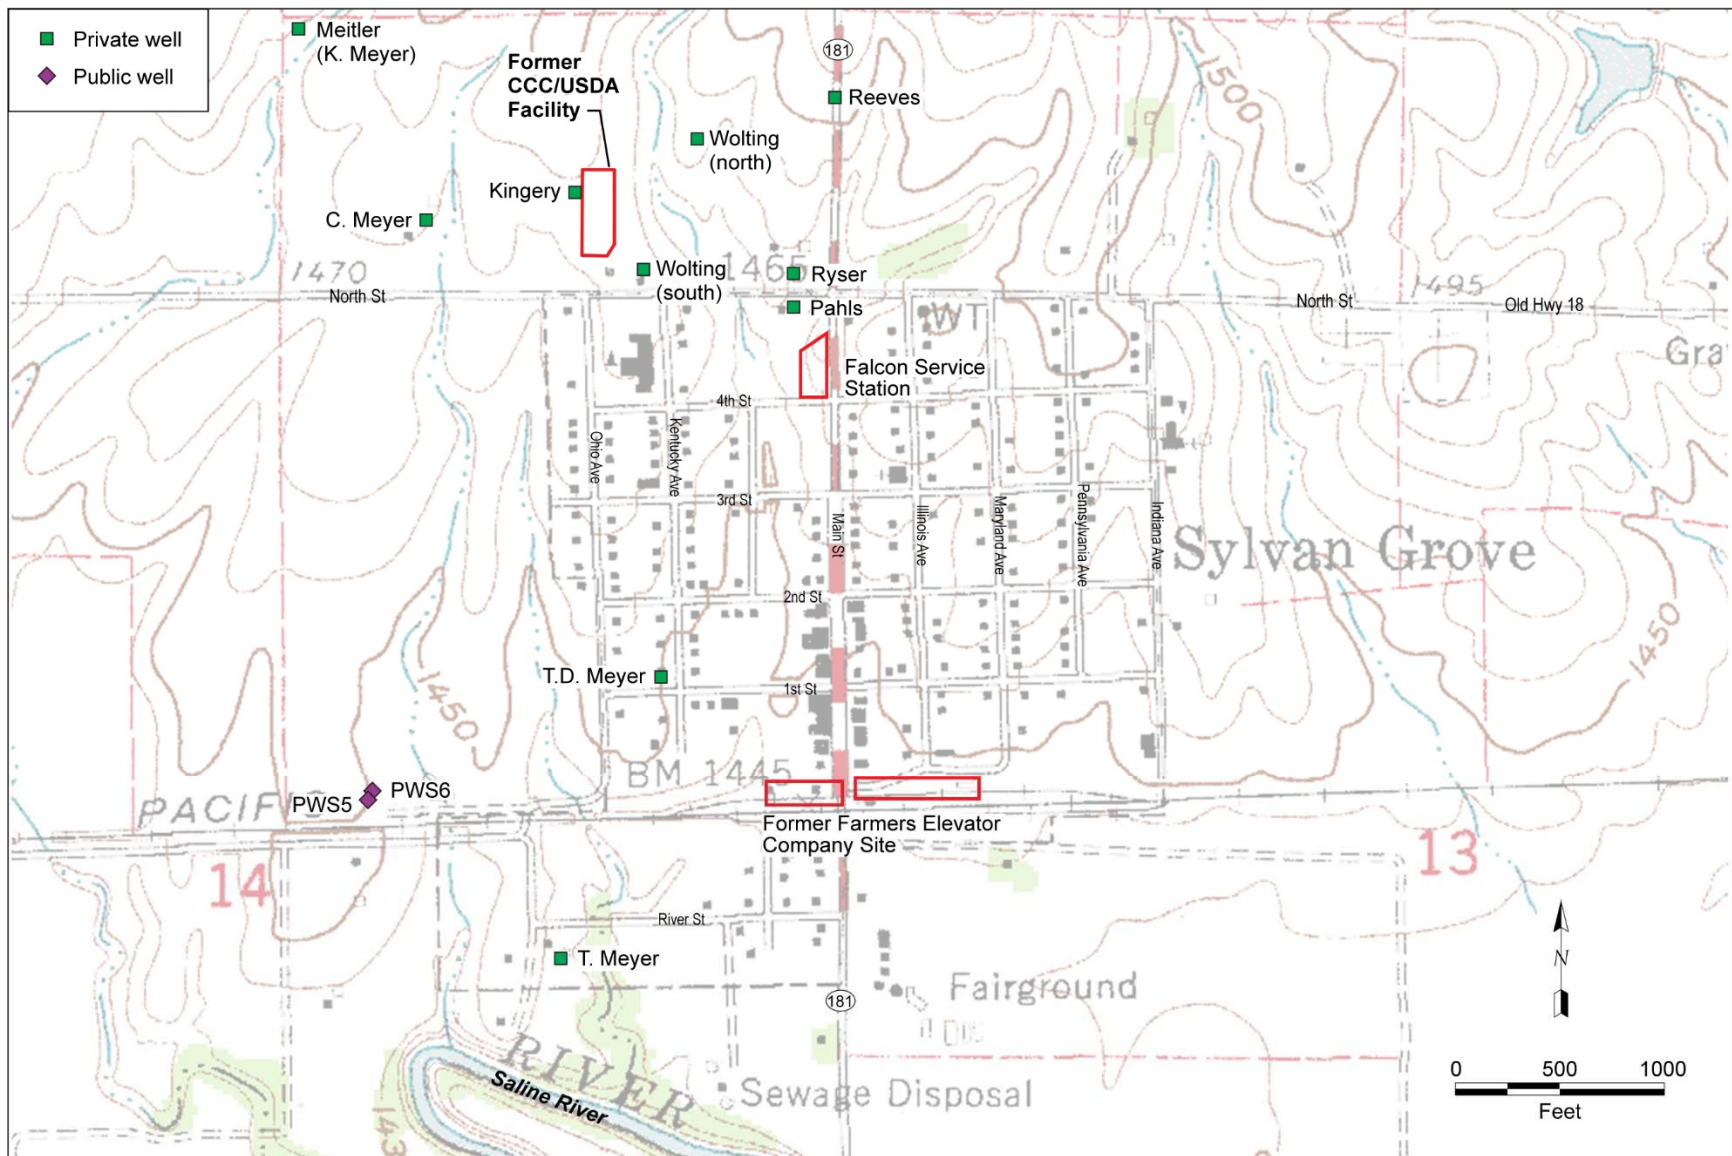 Private well
Public well
Meitler
(K. Meyer)
Former
CCC/USDA
Facility
181
Reeves
1500
Wolting
(north)
Kingery
C. Meyer
1470
Wolting
(south)
1465
Ryser
North St
Pahls
North St
1495
Old Hwy 18
WT
Gra
Falcon Service
Station
4th St
Ohio Ave
Kentucky Ave
3rd St
Main St
Illinois Ave
Maryland Ave
Pennsylvania Ave
Indiana Ave
Sylvan Grove
2nd St
1450
1450
T.D. Meyer
1st St
BM 1445
PWS6
PWS5
PACIFIC
Former Farmers Elevator
Company Site
14
13
River St
T. Meyer
N
181
Fairground
RIVER
Saline River
Sewage Disposal
143
0 500 1000
Feet